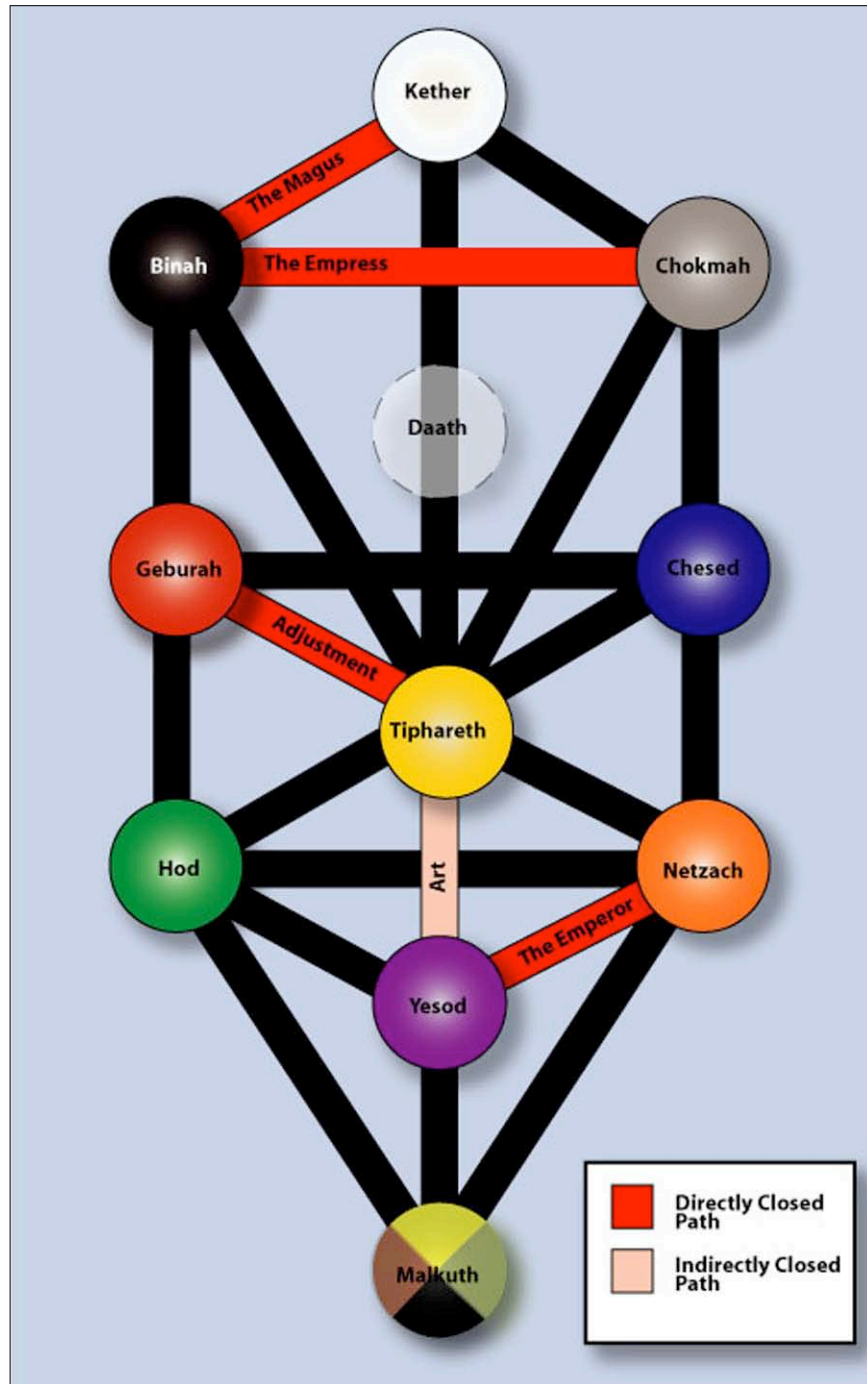 Kether
The Magus
Binah
The Empress
Chokmah
Daath
Geburah
Chesed
Adjustment
Tiphareth
Hod
Art
Netzach
The Emperor
Yesod
Malkuth
Directly Closed
Path
Indirectly Closed
Path